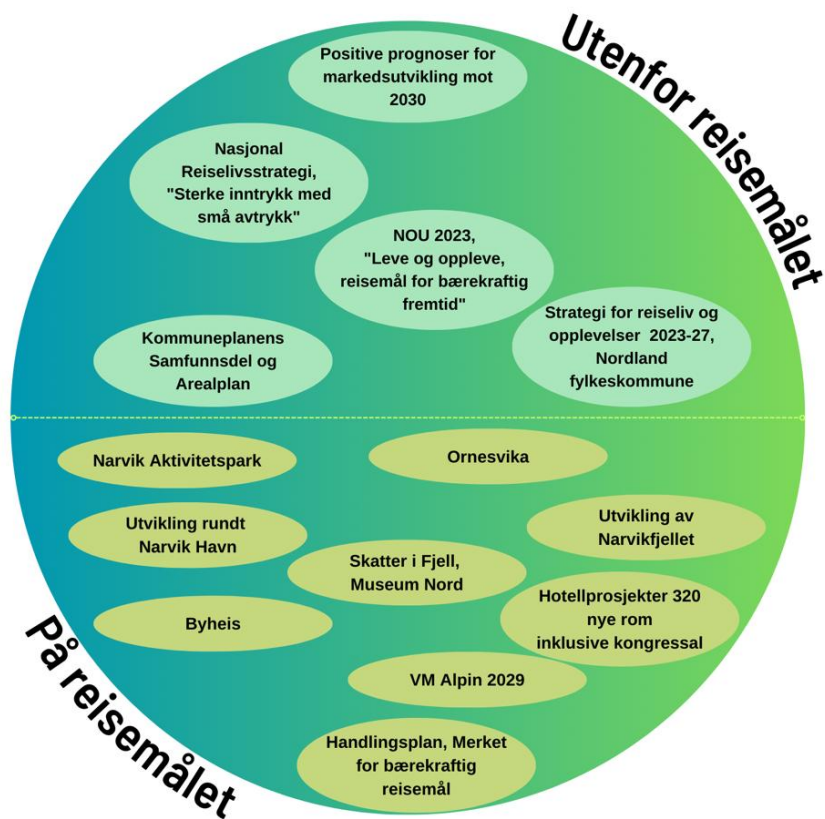 Utenfor reisemålet
Positive prognoser for
markedsutvikling mot
2030
Nasjonal
Reiselivsstrategi,
"Sterke inntrykk med
små avtrykk"
NOU 2023,
"Leve og oppleve,
reisemål for bærekraftig
fremtid"
Strategi for reiseliv og
opplevelser 2023-27,
Nordland
fylkeskommune
Kommuneplanens
Samfunnsdel og
Arealplan
Narvik Aktivitetspark
Ornesvika
Utvikling rundt
Narvik Havn
Utvikling av
Narvikfjellet
Skatter i Fjell,
Museum Nord
Hotellprosjekter 320
nye rom
inklusive kongressal
Byheis
VM Alpin 2029
Handlingsplan, Merket
for bærekraftig
reisemål
På reisemålet